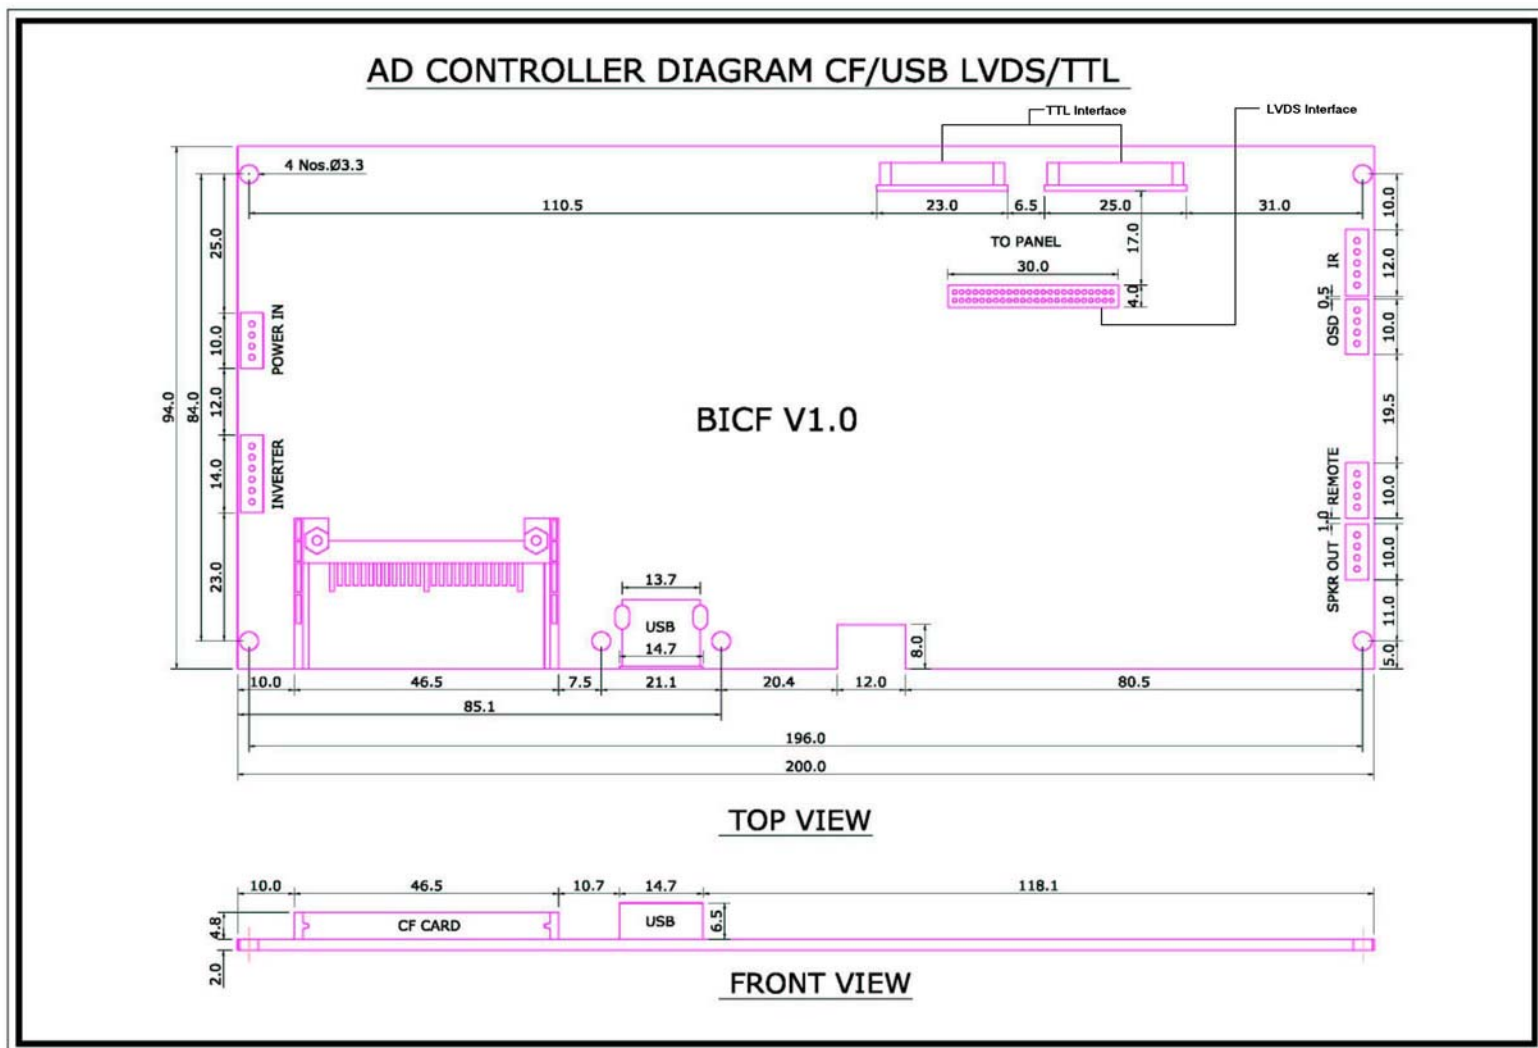 AD CONTROLLER DIAGRAM CF/USB LVDS/TTL
TTL Interface
LVDS Interface
4 Nos.Ø3.3
110.5
23.0
6.5
25.0
31.0
10.0
25.0
17.0
TO PANEL
30.0
4.0
IR
12.0
0.5
OSD
10.0
POWER IN
10.0
94.0
84.0
12.0
19.5
BICF V1.0
INVERTER
14.0
REMOTE
10.0
1.0
SPKR OUT
10.0
23.0
13.7
USB
14.7
8.0
11.0
5.0
10.0
46.5
7.5
21.1
20.4
12.0
80.5
85.1
196.0
200.0
TOP VIEW
10.0
46.5
10.7
14.7
118.1
4.8
CF CARD
USB
6.5
2.0
FRONT VIEW